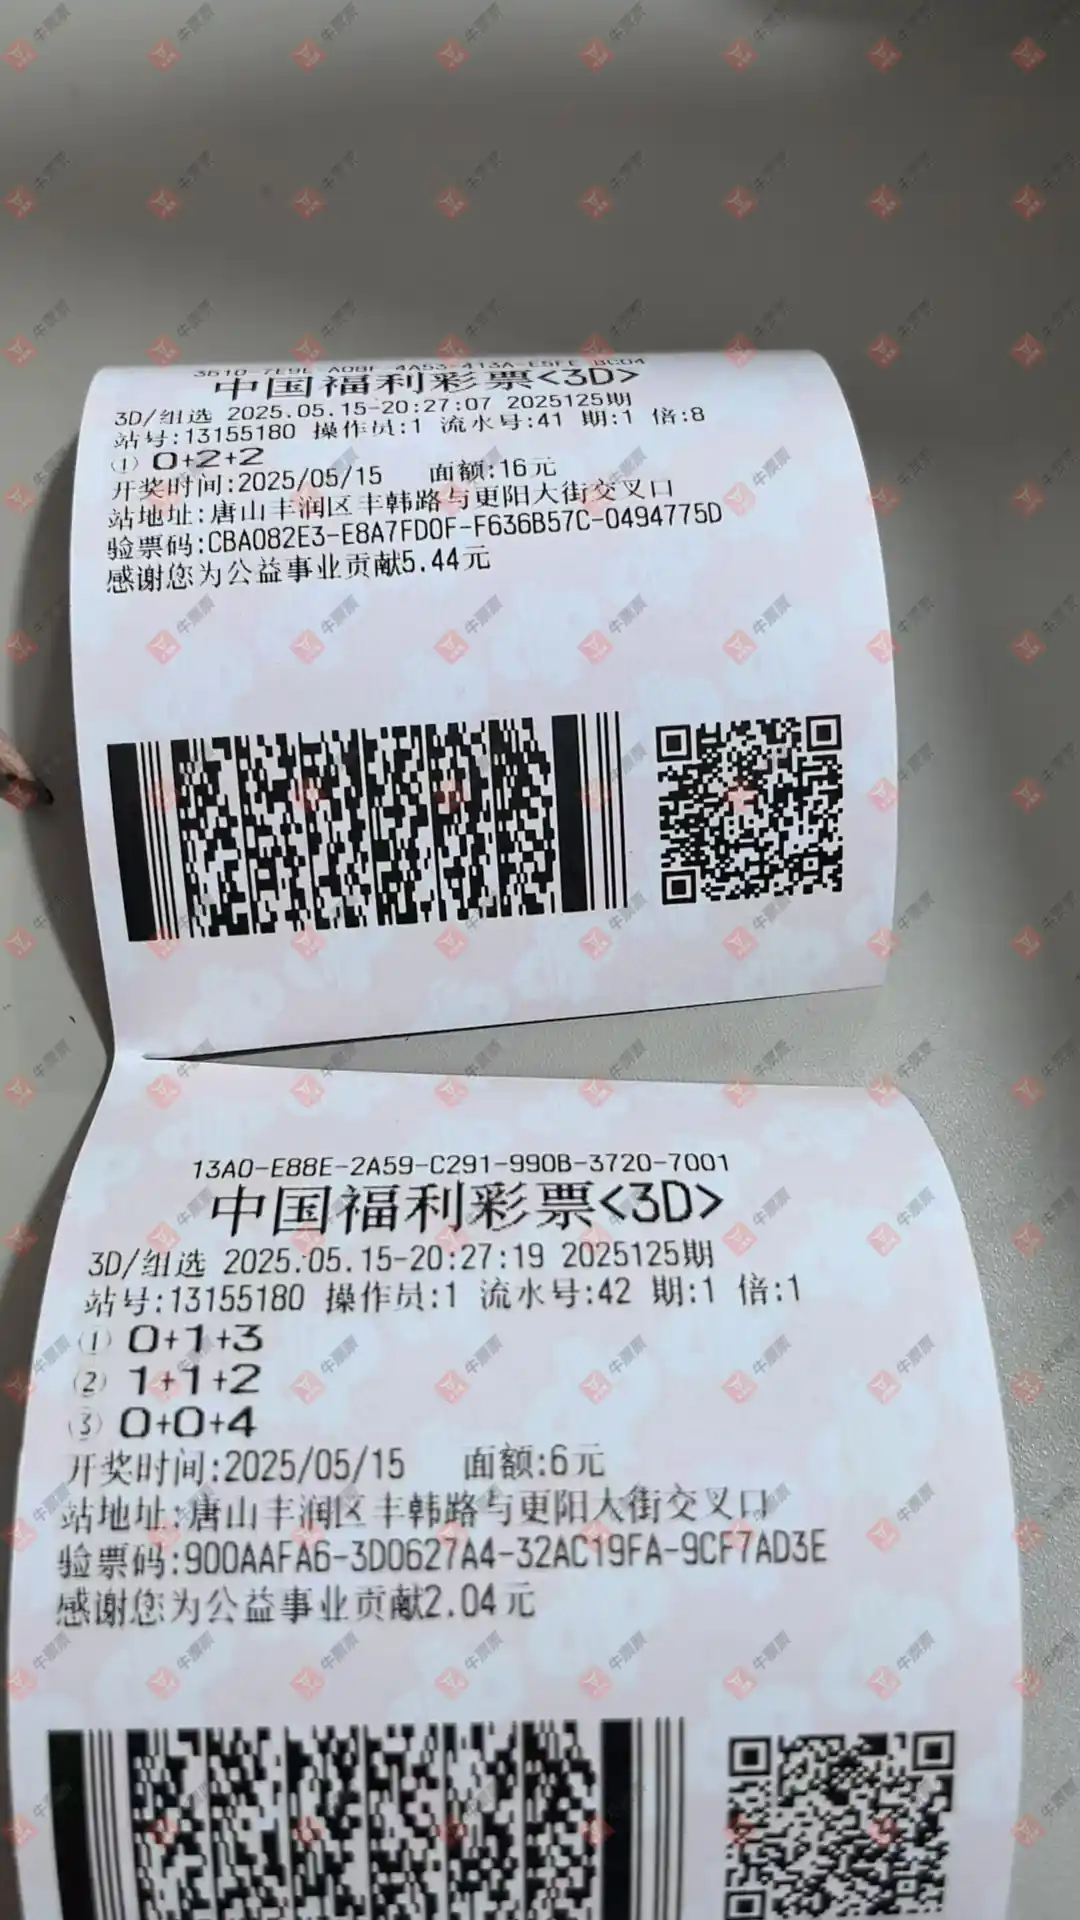 中国福利彩票<3D>
3D/组选 2025.05.15-20:27:07 2025125期
站号:13155180 操作员:1 流水号:41 期:1 倍:8
① 0+2+2
开奖时间:2025/05/15 面额:16元
站地址:唐山丰润区丰韩路与更阳大街交叉口
验票码:CBA082E3-E8A7FD0F-F636B57C-0494775D
感谢您为公益事业贡献5.44元
13A0-E88E-2A59-C291-990B-3720-7001
中国福利彩票<3D>
3D/组选 2025.05.15-20:27:19 2025125期
站号:13155180 操作员:1 流水号:42 期:1 倍:1
① 0+1+3
② 1+1+2
③ 0+0+4
开奖时间:2025/05/15 面额:6元
站地址:唐山丰润区丰韩路与更阳大街交叉口
验票码:900AAFA6-3D0627A4-32AC19FA-9CF7AD3E
感谢您为公益事业贡献2.04元